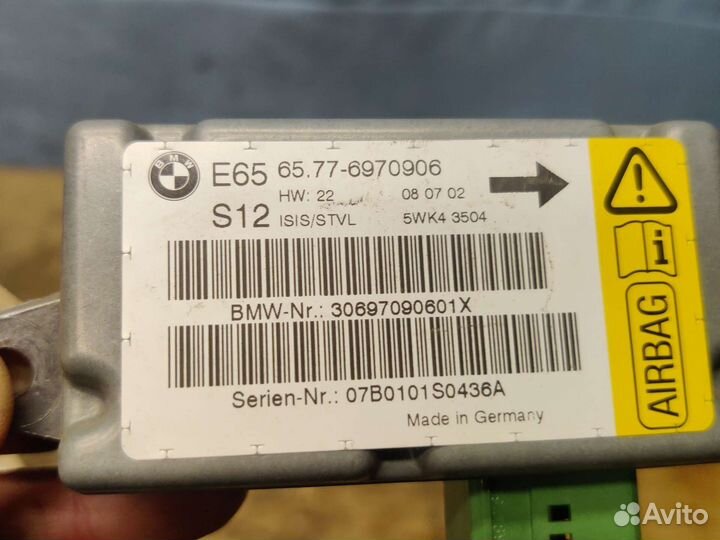 BMW
E65 65.77-6970906
HW: 22 08 07 02
S12 ISIS/STVL 5WK4 3504
BMW-Nr.: 30697090601X
Serien-Nr.: 07B0101S0436A
Made in Germany
AIRBAG
Avito